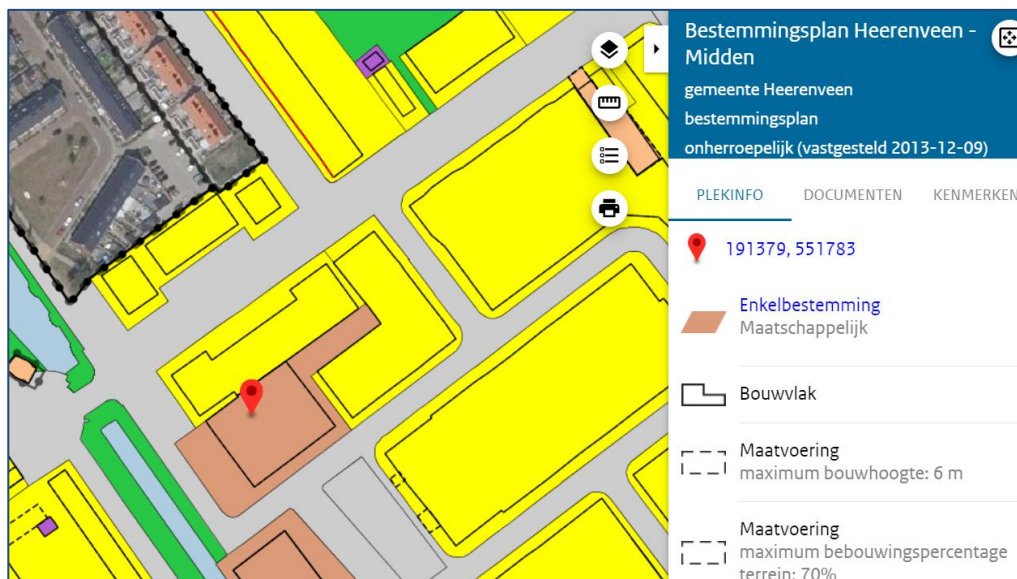 Bestemmingsplan Heerenveen -
Midden
gemeente Heerenveen
bestemmingsplan
onherroepelijk (vastgesteld 2013-12-09)
PLEKINFO DOCUMENTEN KENMERKEN
191379, 551783
Enkelbestemming
Maatschappelijk
Bouwvlak
Maatvoering
maximum bouwhoogte: 6 m
Maatvoering
maximum bebouwingspercentage
terrein: 70%